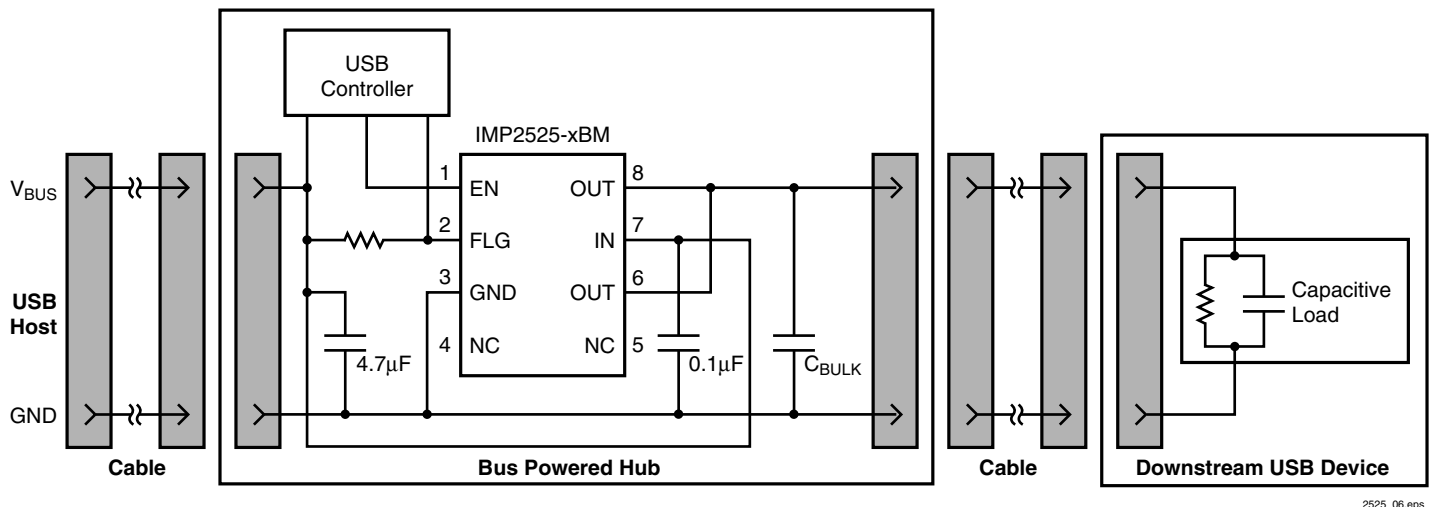 USB
Controller
IMP2525-xBM
V_BUS
1
EN
OUT
8
2
FLG
IN
7
3
GND
OUT
6
4
NC
NC
5
USB
Host
4.7µF
0.1µF
C_BULK
Capacitive
Load
GND
Cable
Bus Powered Hub
Cable
Downstream USB Device
2525_06.eps